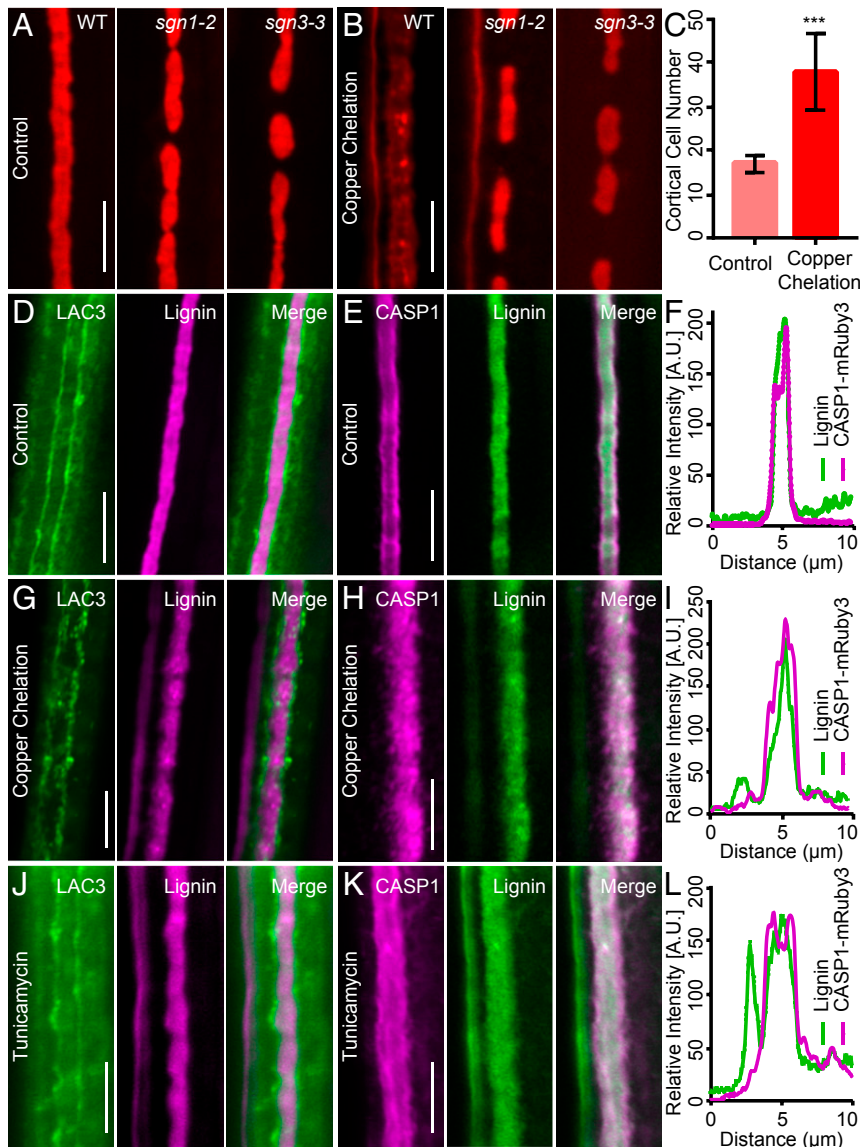 A WT sgn1-2 sgn3-3
Control
B WT sgn1-2 sgn3-3
Copper Chelation
C
Cortical Cell Number
50
40
30
20
10
0
***
Control
Copper
Chelation
D LAC3 Lignin Merge
Control
E CASP1 Lignin Merge
Control
F
Relative Intensity [A.U.]
200
150
100
50
0
Lignin
CASP1-mRuby3
0 5 10
Distance (µm)
G LAC3 Lignin Merge
Copper Chelation
H CASP1 Lignin Merge
Copper Chelation
I
Relative Intensity [A.U.]
250
200
150
100
50
0
Lignin
CASP1-mRuby3
0 5 10
Distance (µm)
J LAC3 Lignin Merge
Tunicamycin
K CASP1 Lignin Merge
Tunicamycin
L
Relative Intensity [A.U.]
200
150
100
50
0
Lignin
CASP1-mRuby3
0 5 10
Distance (µm)